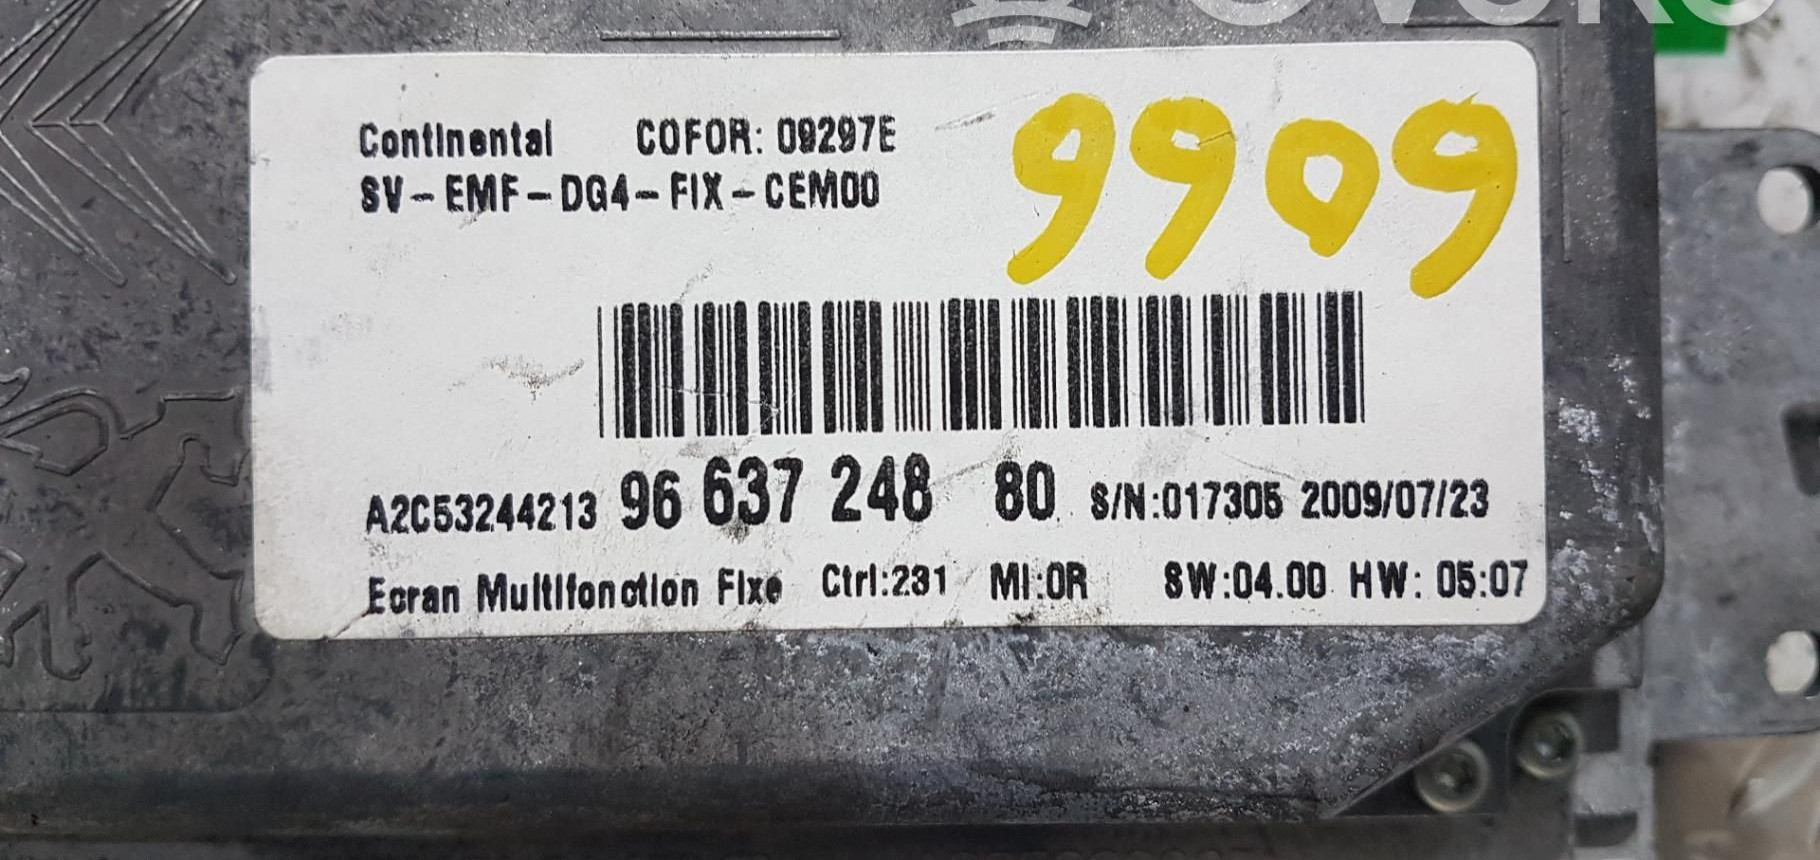 Continental COFOR: 09297E
SV-EMF-DG4-FIX-CEM00
9909
A2C53244213 96 637 248 80 S/N:017305 2009/07/23
Ecran Multifonction Fixe Ctrl:231 MI:0R SW:04.00 HW: 05:07